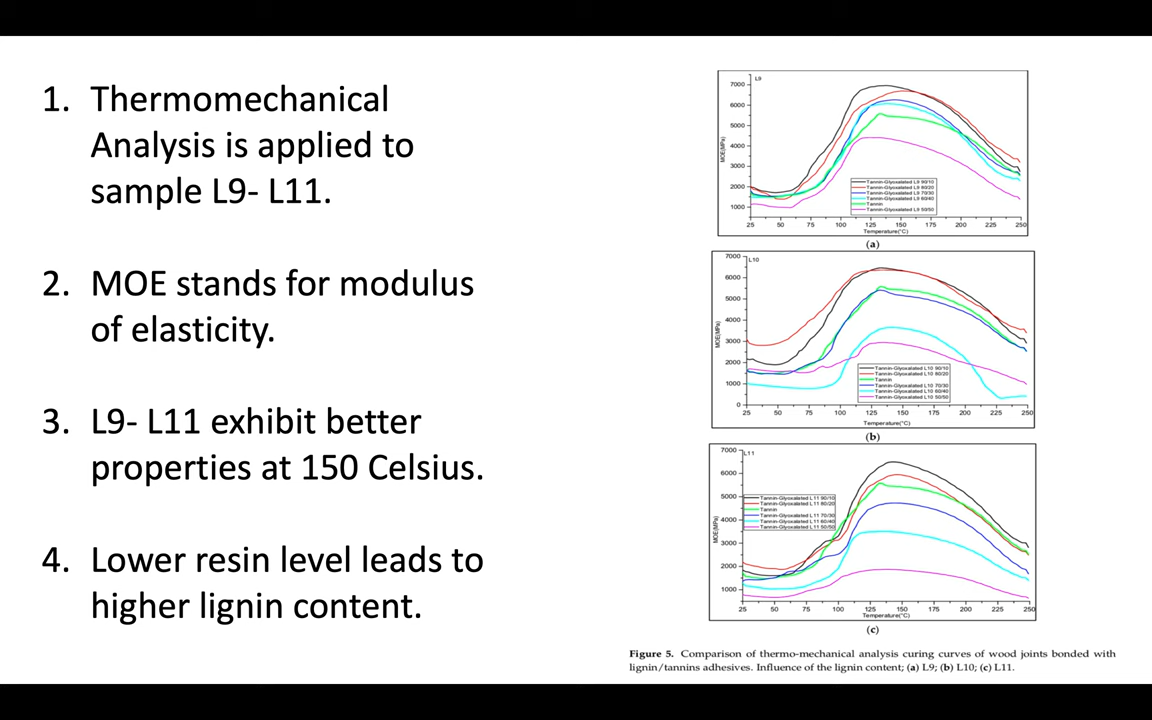 1. Thermomechanical
Analysis is applied to
sample L9- L11.
2. MOE stands for modulus
of elasticity.
3. L9- L11 exhibit better
properties at 150 Celsius.
4. Lower resin level leads to
higher lignin content.
L9
7000
6000
5000
4000
3000
2000
1000
MOE(MPa)
Tannin-Glyoxalated L9 90/10
Tannin-Glyoxalated L9 80/20
Tannin-Glyoxalated L9 70/30
Tannin-Glyoxalated L9 60/40
Tannin
Tannin-Glyoxalated L9 50/50
25 50 75 100 125 150 175 200 225 250
Temperature(°C)
(a)
L10
7000
6000
5000
4000
3000
2000
1000
0
MOE(MPa)
Tannin-Glyoxalated L10 90/10
Tannin-Glyoxalated L10 80/20
Tannin
Tannin-Glyoxalated L10 70/30
Tannin-Glyoxalated L10 60/40
Tannin-Glyoxalated L10 50/50
25 50 75 100 125 150 175 200 225 250
Temperature(°C)
(b)
L11
7000
6000
5000
4000
3000
2000
1000
MOE(MPa)
Tannin-Glyoxalated L11 90/10
Tannin-Glyoxalated L11 80/20
Tannin
Tannin-Glyoxalated L11 70/30
Tannin-Glyoxalated L11 60/40
Tannin-Glyoxalated L11 50/50
25 50 75 100 125 150 175 200 225 250
Temperature(°C)
(c)
Figure 5. Comparison of thermo-mechanical analysis curing curves of wood joints bonded with
lignin/tannins adhesives. Influence of the lignin content; (a) L9; (b) L10; (c) L11.